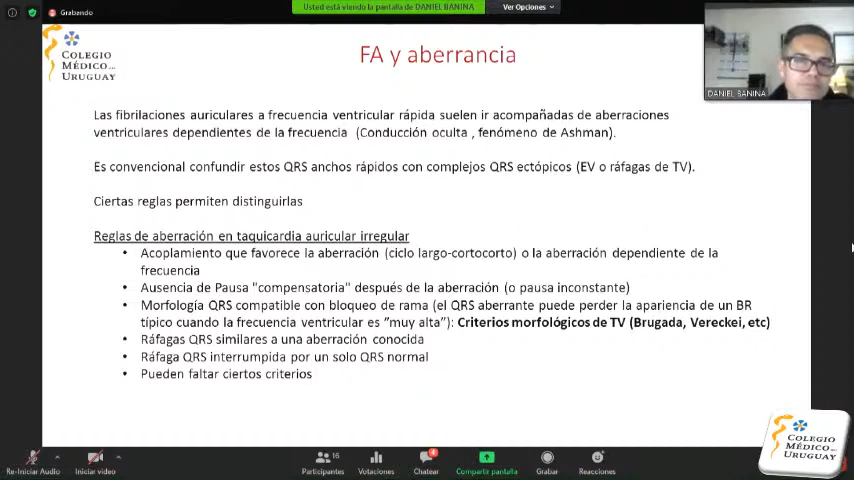 Grabando
Usted está viendo la pantalla de DANIEL BANINA
Ver Opciones
COLEGIO
MÉDICO DEL
URUGUAY
FA y aberrancia
DANIEL BANINA
Las fibrilaciones auriculares a frecuencia ventricular rápida suelen ir acompañadas de aberraciones
ventriculares dependientes de la frecuencia (Conducción oculta , fenómeno de Ashman).
Es convencional confundir estos QRS anchos rápidos con complejos QRS ectópicos (EV o ráfagas de TV).
Ciertas reglas permiten distinguirlas
Reglas de aberración en taquicardia auricular irregular
• Acoplamiento que favorece la aberración (ciclo largo-cortocorto) o la aberración dependiente de la
frecuencia
• Ausencia de Pausa "compensatoria" después de la aberración (o pausa inconstante)
• Morfología QRS compatible con bloqueo de rama (el QRS aberrante puede perder la apariencia de un BR
típico cuando la frecuencia ventricular es ”muy alta”): Criterios morfológicos de TV (Brugada, Vereckei, etc)
• Ráfagas QRS similares a una aberración conocida
• Ráfaga QRS interrumpida por un solo QRS normal
• Pueden faltar ciertos criterios
COLEGIO
MÉDICO DEL
URUGUAY
Re-Iniciar Audio
Iniciar video
16
Participantes
Votaciones
4
Chatear
Compartir pantalla
Grabar
Reacciones